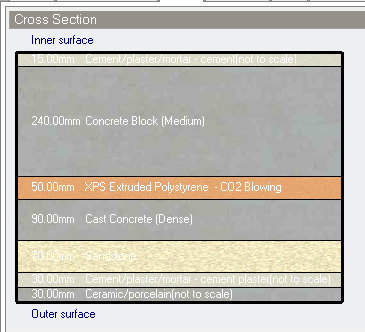 Cross Section
Inner surface
15.00mm Cement/plaster/mortar - cement(not to scale)
240.00mm Concrete Block (Medium)
50.00mm XPS Extruded Polystyrene - CO2 Blowing
90.00mm Cast Concrete (Dense)
70.00mm Sandstone
30.00mm Cement/plaster/mortar - cement plaster(not to scale)
30.00mm Ceramic/porcelain(not to scale)
Outer surface